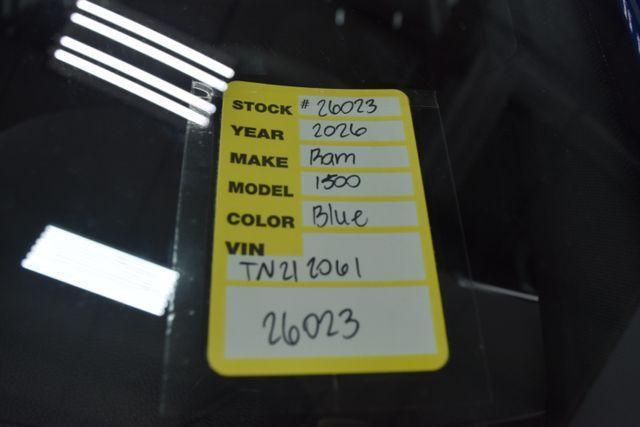 STOCK # 26023
YEAR 2026
MAKE Ram
MODEL 1500
COLOR Blue
VIN
TN212061
26023